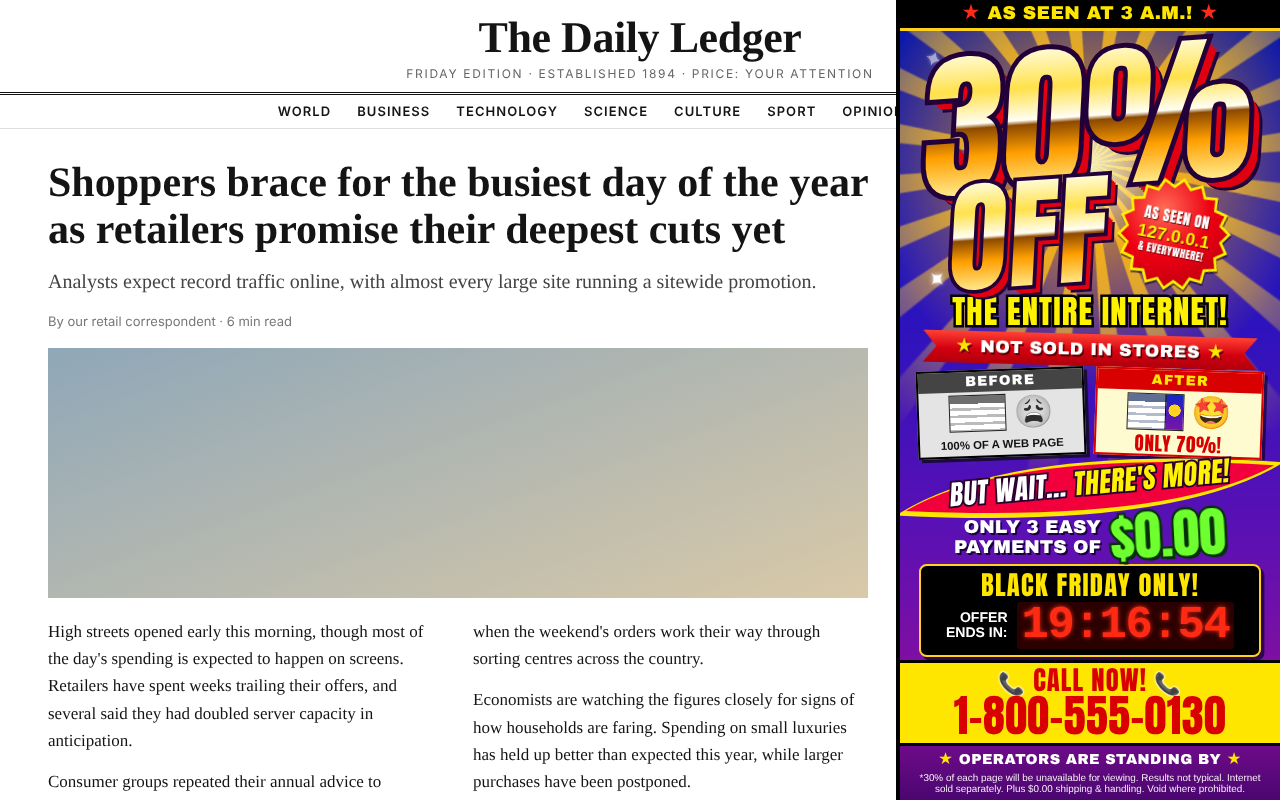 The Daily Ledger
FRIDAY EDITION · ESTABLISHED 1894 · PRICE: YOUR ATTENTION
WORLD BUSINESS TECHNOLOGY SCIENCE CULTURE SPORT
Shoppers brace for the busiest day of the year
as retailers promise their deepest cuts yet
Analysts expect record traffic online, with almost every large site running a sitewide promotion.
By our retail correspondent · 6 min read
High streets opened early this morning, though most of
the day's spending is expected to happen on screens.
Retailers have spent weeks trailing their offers, and
several said they had doubled server capacity in
anticipation.
Consumer groups repeated their annual advice to
when the weekend's orders work their way through
sorting centres across the country.
Economists are watching the figures closely for signs of
how households are faring. Spending on small luxuries
has held up better than expected this year, while larger
purchases have been postponed.
★ AS SEEN AT 3 A.M.! ★
30%
OFF
AS SEEN ON
127.0.0.1
& EVERYWHERE!
THE ENTIRE INTERNET!
★ NOT SOLD IN STORES ★
BEFORE
100% OF A WEB PAGE
AFTER
ONLY 70%!
BUT WAIT... THERE'S MORE!
ONLY 3 EASY
PAYMENTS OF
$0.00
BLACK FRIDAY ONLY!
OFFER
ENDS IN:
19:16:54
📞 CALL NOW! 📞
1-800-555-0130
★ OPERATORS ARE STANDING BY ★
*30% of each page will be unavailable for viewing. Results not typical. Internet
sold separately. Plus $0.00 shipping & handling. Void where prohibited.